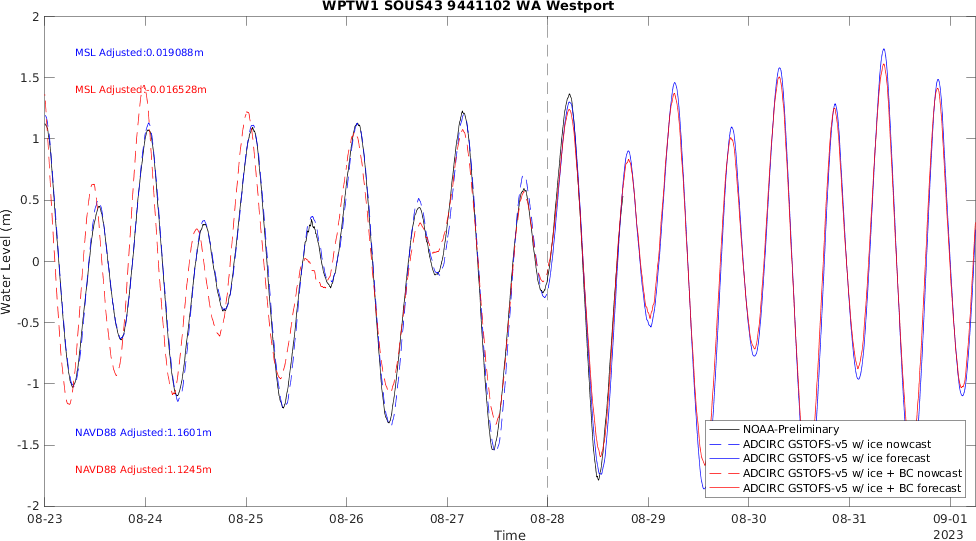 WPTW1 SOUS43 9441102 WA Westport
2
1.5
1
0.5
0
-0.5
-1
-1.5
-2
Water Level (m)
MSL Adjusted:0.019088m
MSL Adjusted:-0.016528m
NAVD88 Adjusted:1.1601m
NAVD88 Adjusted:1.1245m
NOAA-Preliminary
ADCIRC GSTOFS-v5 w/ ice nowcast
ADCIRC GSTOFS-v5 w/ ice forecast
ADCIRC GSTOFS-v5 w/ ice + BC nowcast
ADCIRC GSTOFS-v5 w/ ice + BC forecast
08-23 08-24 08-25 08-26 08-27 08-28 08-29 08-30 08-31 09-01
2023
Time